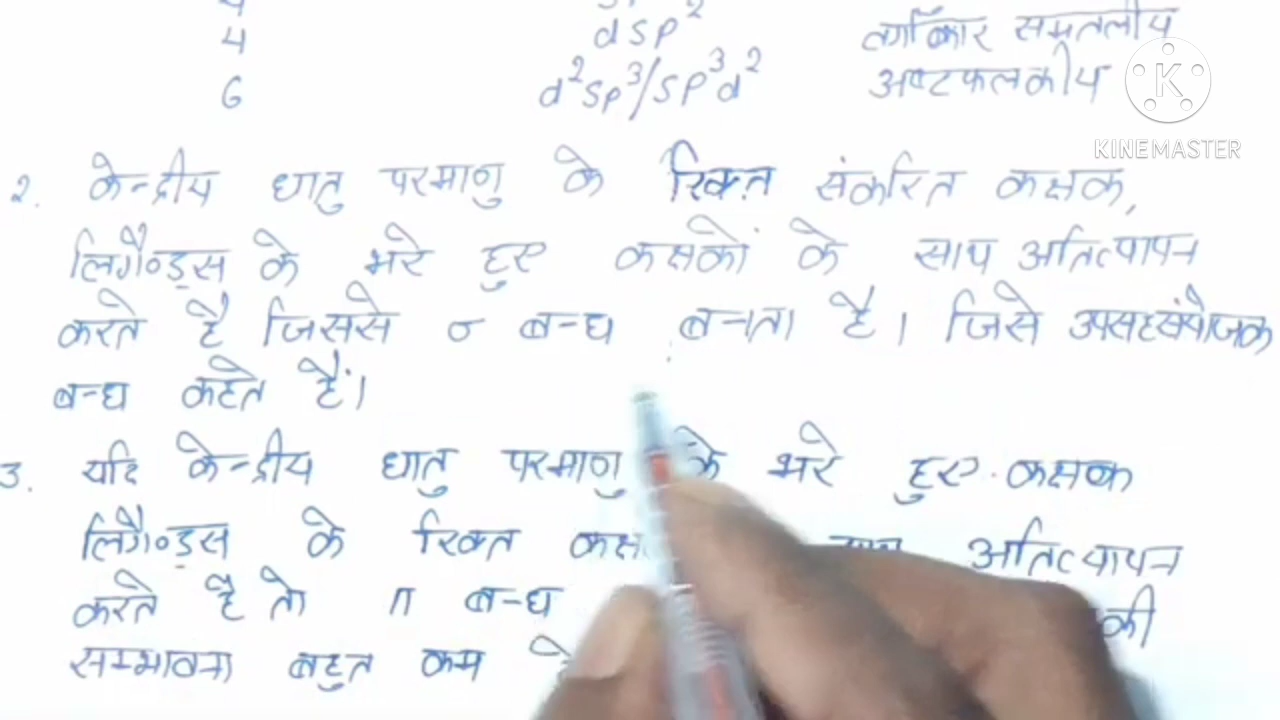 4 dsp² वर्गाकार समतलीय
6 d²sp³/sp³d² अष्टफलकीय
KINEMASTER
2. केन्द्रीय धातु परमाणु के रिक्त संकरित कक्षक,
लिगैण्ड्स के भरे हुए कक्षकों के साथ अतिव्यापन
करते है जिससे σ बन्ध बनता है। जिसे उपसहसंयोजक
बन्ध कहते हैं।
3. यदि केन्द्रीय धातु परमाणु के भरे हुए कक्षक
लिगैण्ड्स के रिक्त अतिव्यापन
करते है तो π बन्ध की
सम्भावना बहुत कम